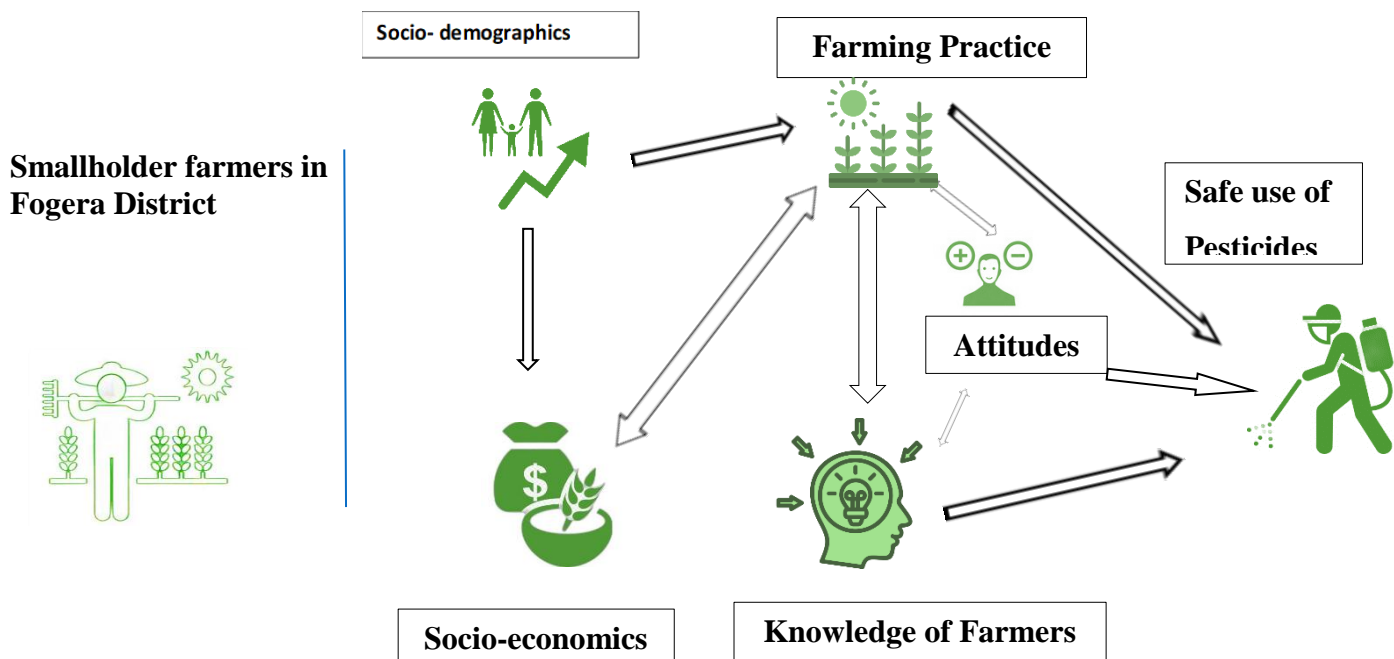 Socio- demographics
Farming Practice
Smallholder farmers in
Fogera District
Safe use of
Pesticides
Attitudes
$
Socio-economics
Knowledge of Farmers